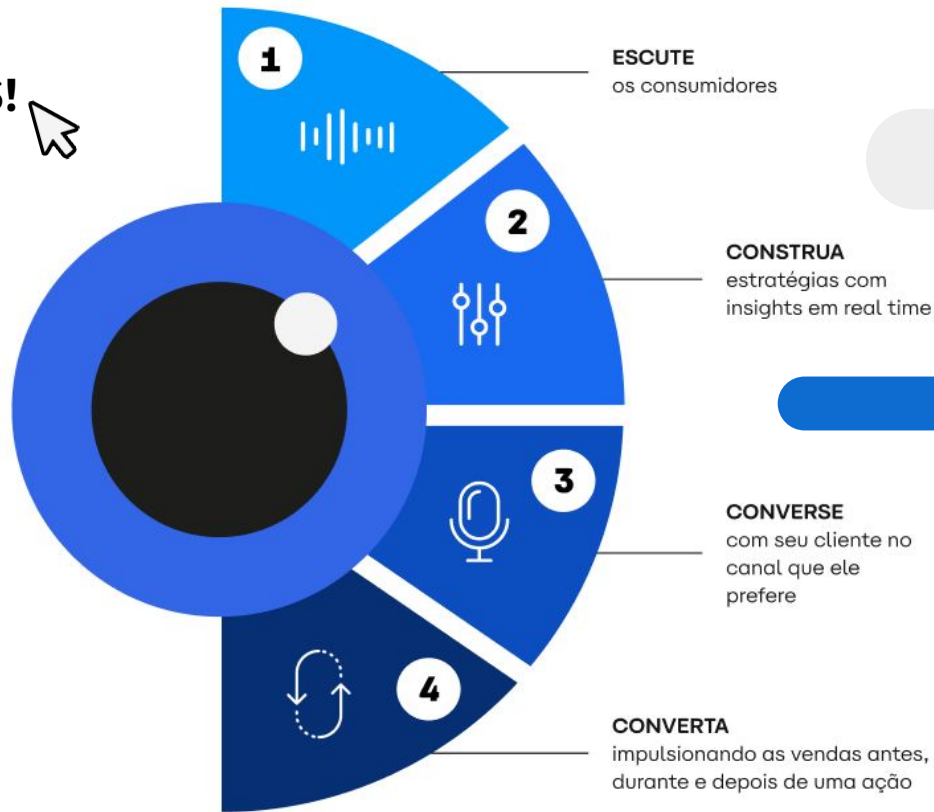 S!
1
ESCUTE
os consumidores
2
CONSTRUA
estratégias com
insights em real time
3
CONVERSE
com seu cliente no
canal que ele
prefere
4
CONVERTA
impulsionando as vendas antes,
durante e depois de uma ação